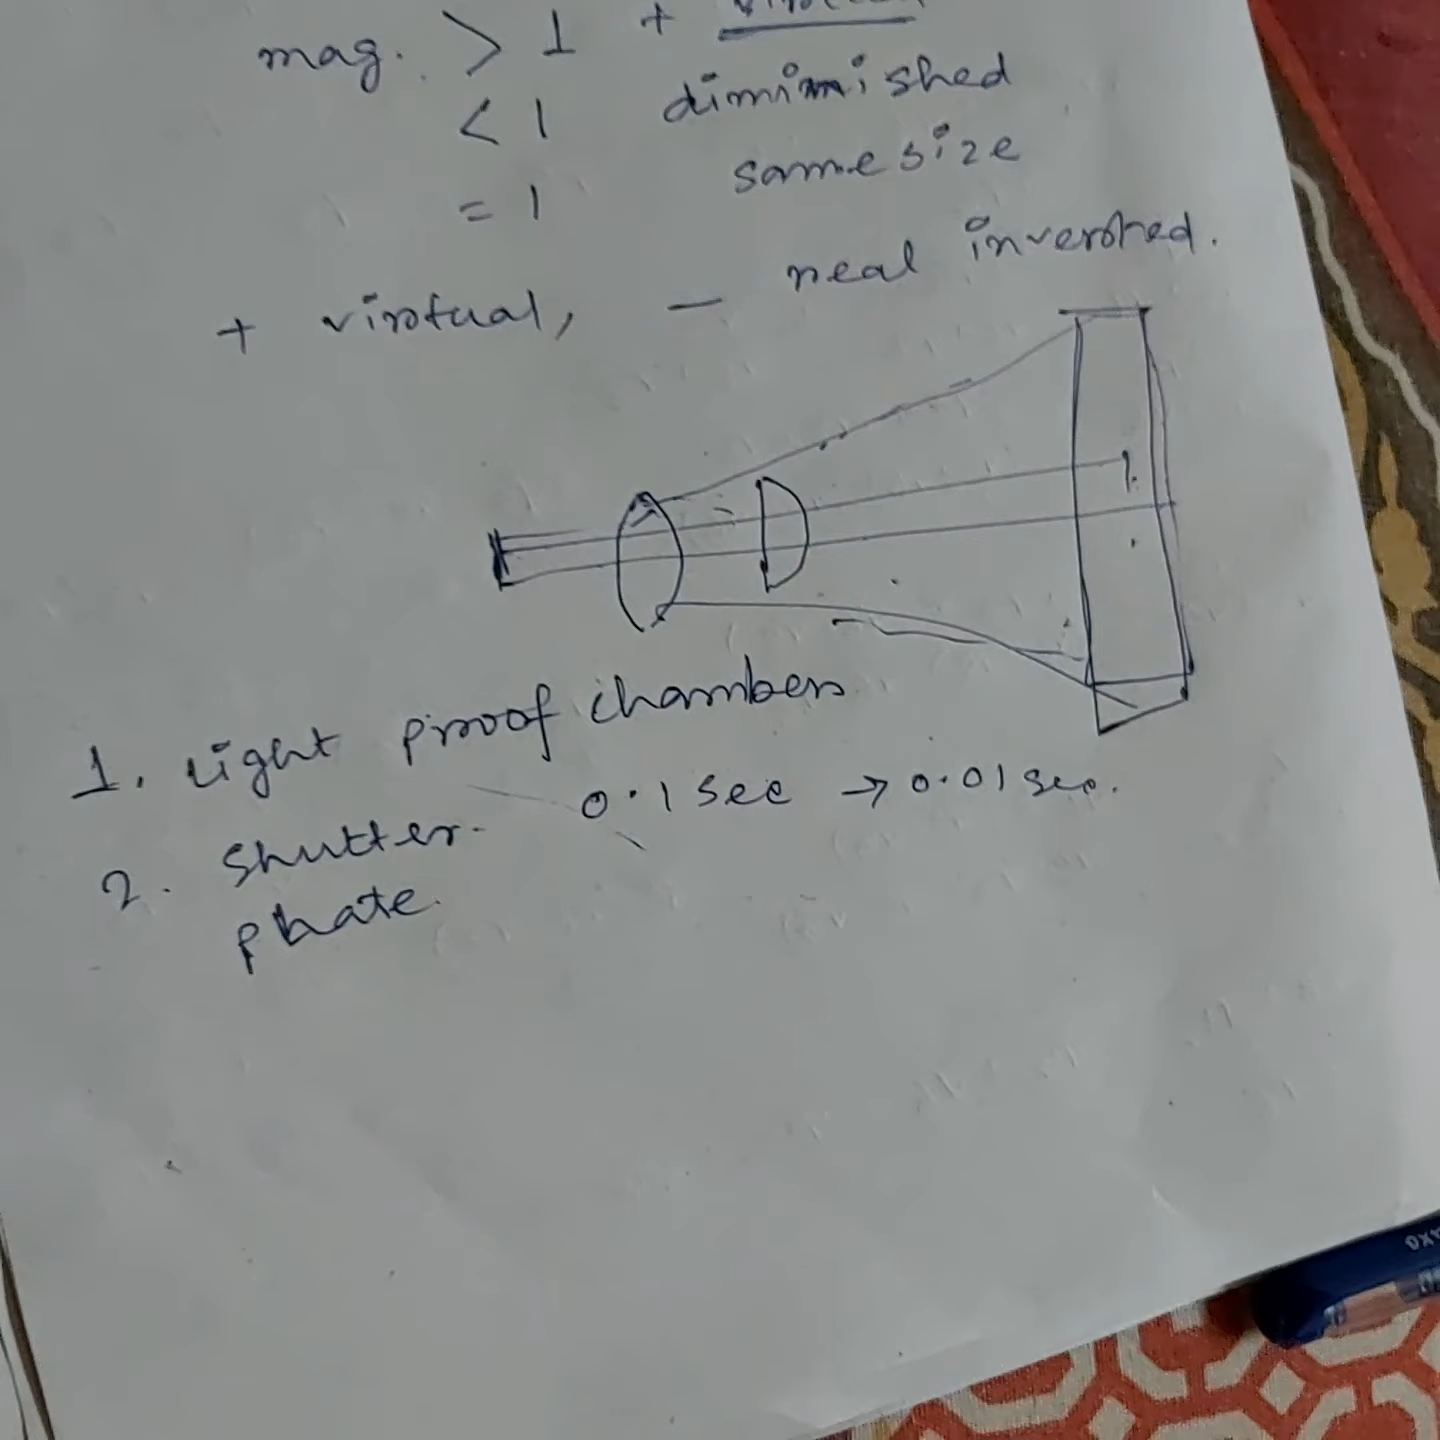 mag. > 1 +
< 1 diminished
= 1 same size
+ virtual, — real inverted.
1. Light proof chamber
2. Shutter. 0.1 sec → 0.01 sec.
plate.